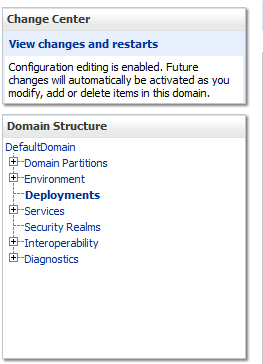 Change Center
View changes and restarts
Configuration editing is enabled. Future
changes will automatically be activated as you
modify, add or delete items in this domain.
Domain Structure
DefaultDomain
Domain Partitions
Environment
Deployments
Services
Security Realms
Interoperability
Diagnostics